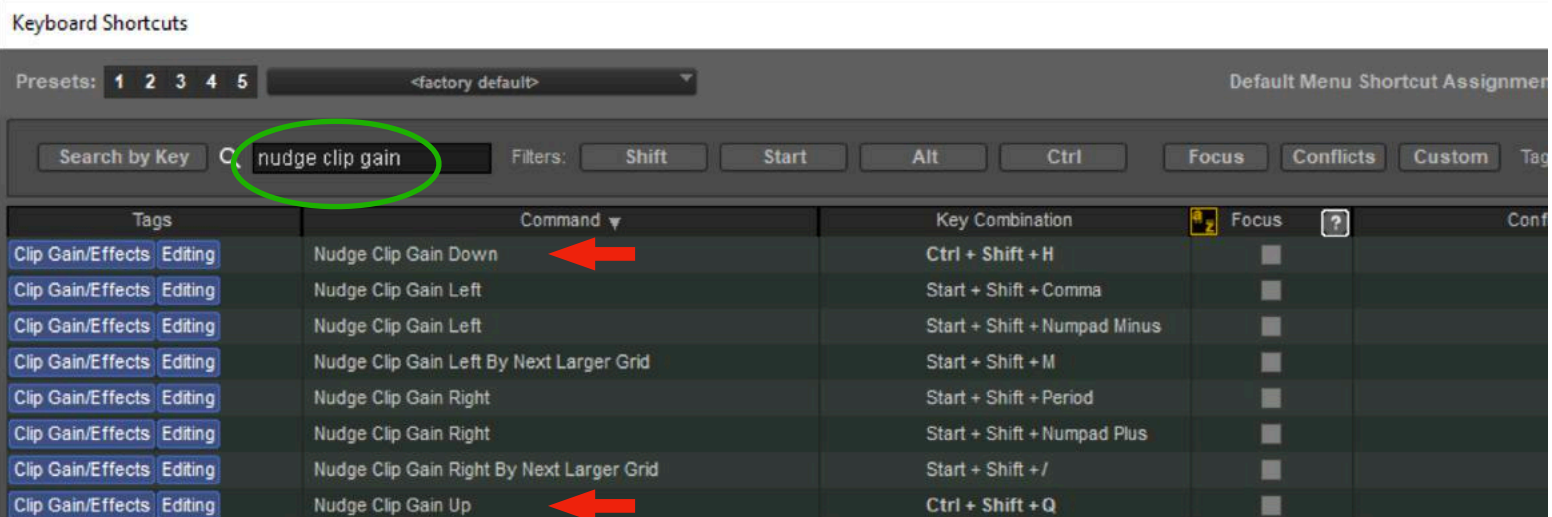 Keyboard Shortcuts
Presets: 1 2 3 4 5 <factory default> Default Menu Shortcut Assignmen
Search by Key nudge clip gain Filters: Shift Start Alt Ctrl Focus Conflicts Custom Tag
Tags Command Key Combination a z Focus ? Conf
Clip Gain/Effects Editing Nudge Clip Gain Down Ctrl + Shift + H
Clip Gain/Effects Editing Nudge Clip Gain Left Start + Shift + Comma
Clip Gain/Effects Editing Nudge Clip Gain Left Start + Shift + Numpad Minus
Clip Gain/Effects Editing Nudge Clip Gain Left By Next Larger Grid Start + Shift + M
Clip Gain/Effects Editing Nudge Clip Gain Right Start + Shift + Period
Clip Gain/Effects Editing Nudge Clip Gain Right Start + Shift + Numpad Plus
Clip Gain/Effects Editing Nudge Clip Gain Right By Next Larger Grid Start + Shift + /
Clip Gain/Effects Editing Nudge Clip Gain Up Ctrl + Shift + Q